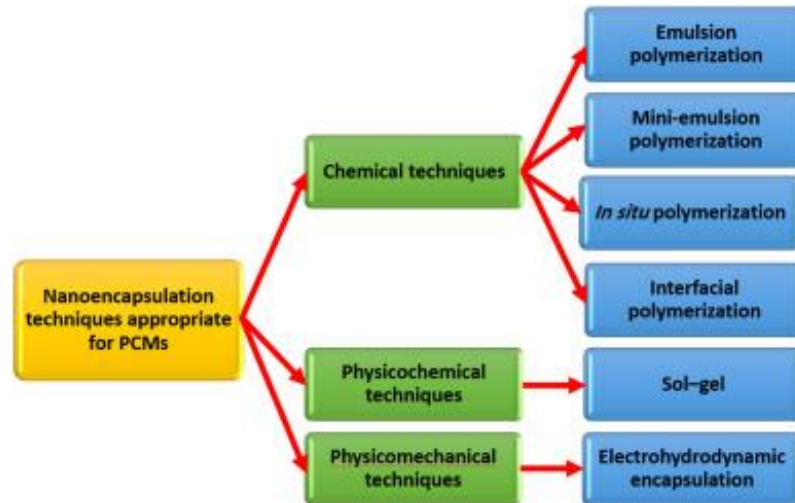 Emulsion
polymerization
Mini-emulsion
polymerization
Chemical techniques
In situ polymerization
Nanoencapsulation
techniques appropriate
for PCMs
Interfacial
polymerization
Physicochemical
techniques
Sol–gel
Physicomechanical
techniques
Electrohydrodynamic
encapsulation